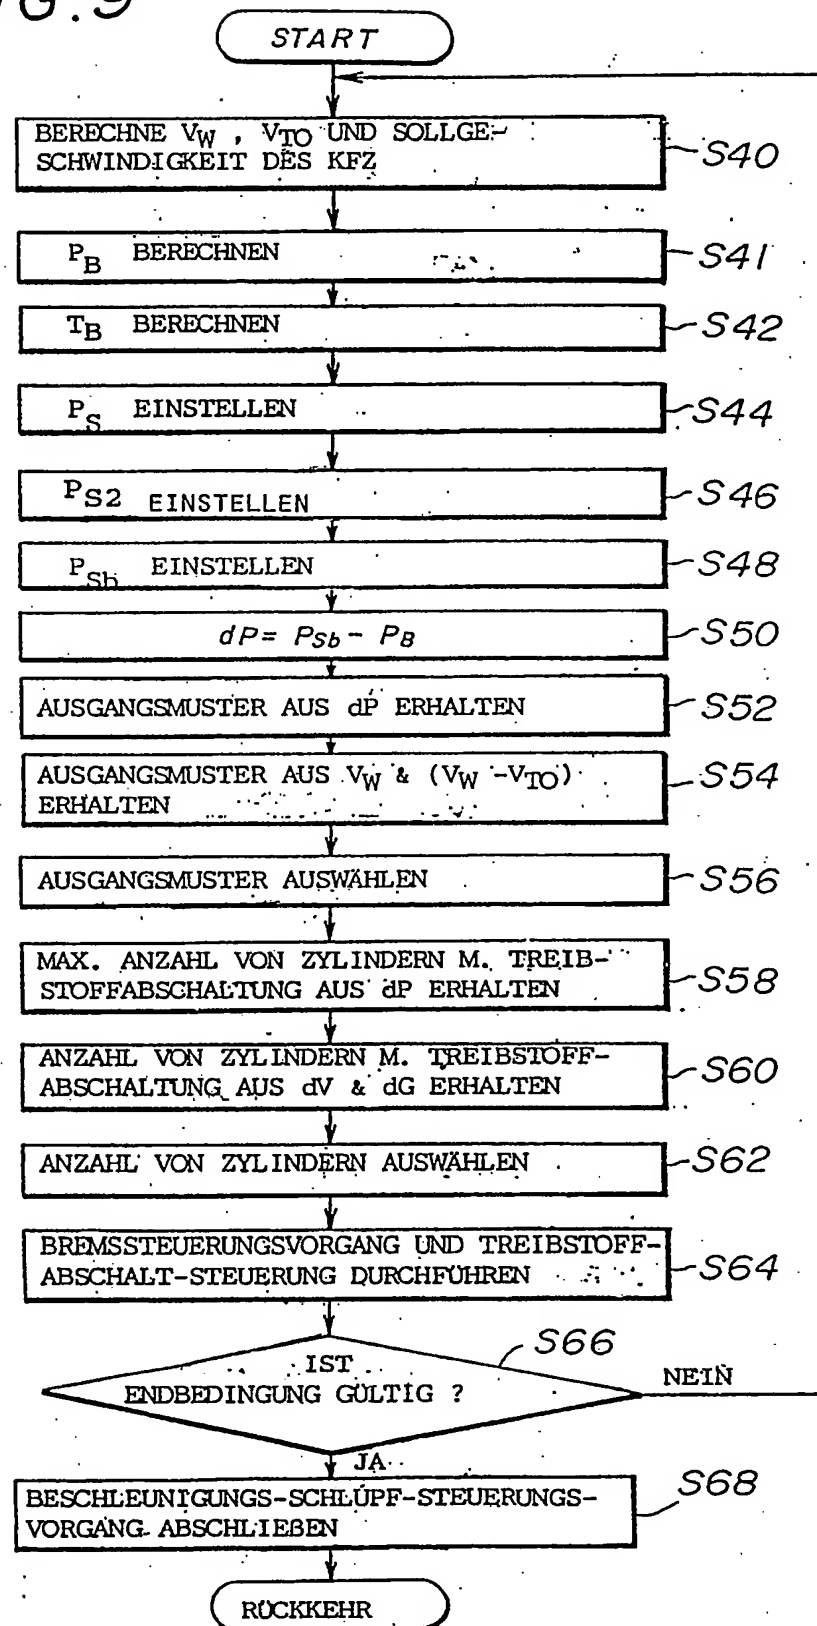 FIG. 9
START
BERECHNE VW , VTO UND SOLLGE-
SCHWINDIGKEIT DES KFZ
S40
PB BERECHNEN
S41
TB BERECHNEN
S42
PS EINSTELLEN
S44
PS2 EINSTELLEN
S46
PSb EINSTELLEN
S48
dP= PSb - PB
S50
AUSGANGSMUSTER AUS dP ERHALTEN
S52
AUSGANGSMUSTER AUS VW & (VW -VTO)
ERHALTEN
S54
AUSGANGSMUSTER AUSWÄHLEN
S56
MAX. ANZAHL VON ZYLINDERN M. TREIB-
STOFFABSCHALTUNG AUS dP ERHALTEN
S58
ANZAHL VON ZYLINDERN M. TREIBSTOFF-
ABSCHALTUNG AUS dV & dG ERHALTEN
S60
ANZAHL VON ZYLINDERN AUSWÄHLEN
S62
BREMSSTEUERUNGSVORGANG UND TREIBSTOFF-
ABSCHALT-STEUERUNG DURCHFÜHREN
S64
S66
IST
ENDBEDINGUNG GÜLTIG ?
NEIN
JA
BESCHLEUNIGUNGS-SCHLUPF-STEUERUNGS-
VORGANG ABSCHLIEßEN
S68
RÜCKKEHR